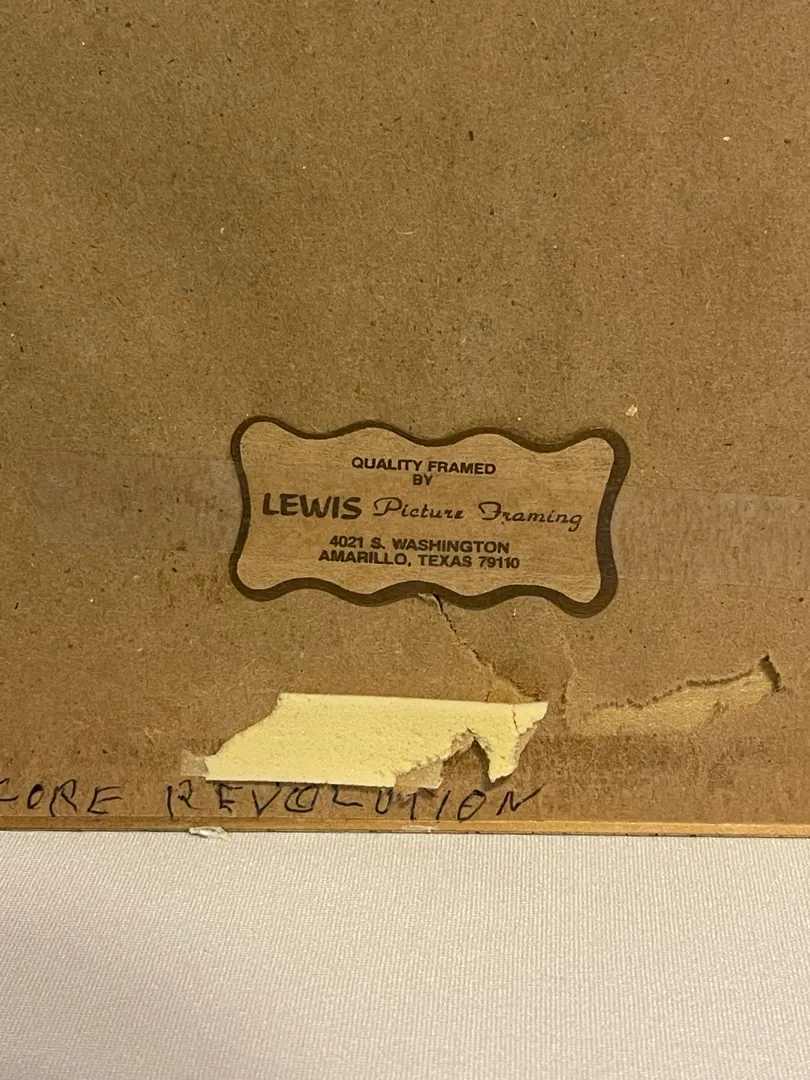 QUALITY FRAMED
BY
LEWIS Picture Framing
4021 S. WASHINGTON
AMARILLO, TEXAS 79110
REVOLUTION